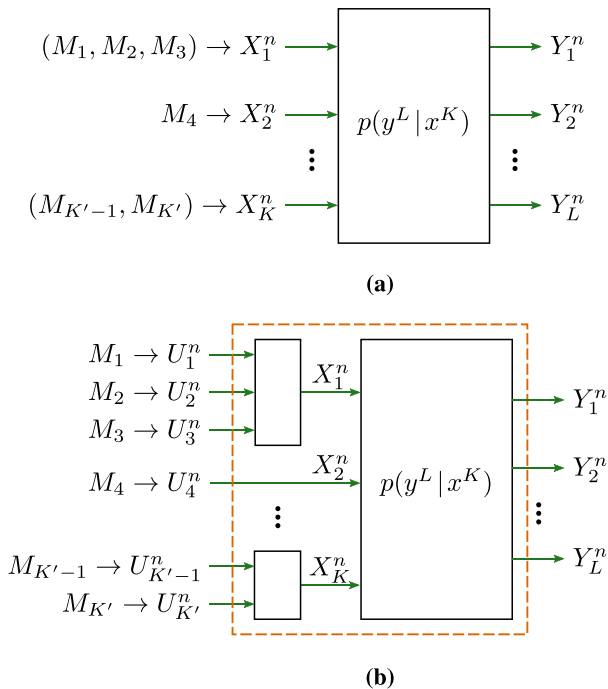 (M_1, M_2, M_3) → X_1^n
Y_1^n
M_4 → X_2^n
p(y^L | x^K)
Y_2^n
⋮ ⋮
(M_{K′−1}, M_{K′}) → X_K^n
Y_L^n
(a)
M_1 → U_1^n
M_2 → U_2^n
X_1^n
Y_1^n
M_3 → U_3^n
M_4 → U_4^n
X_2^n
p(y^L | x^K)
Y_2^n
⋮ ⋮
M_{K′−1} → U_{K′−1}^n
X_K^n
Y_L^n
M_{K′} → U_{K′}^n
(b)